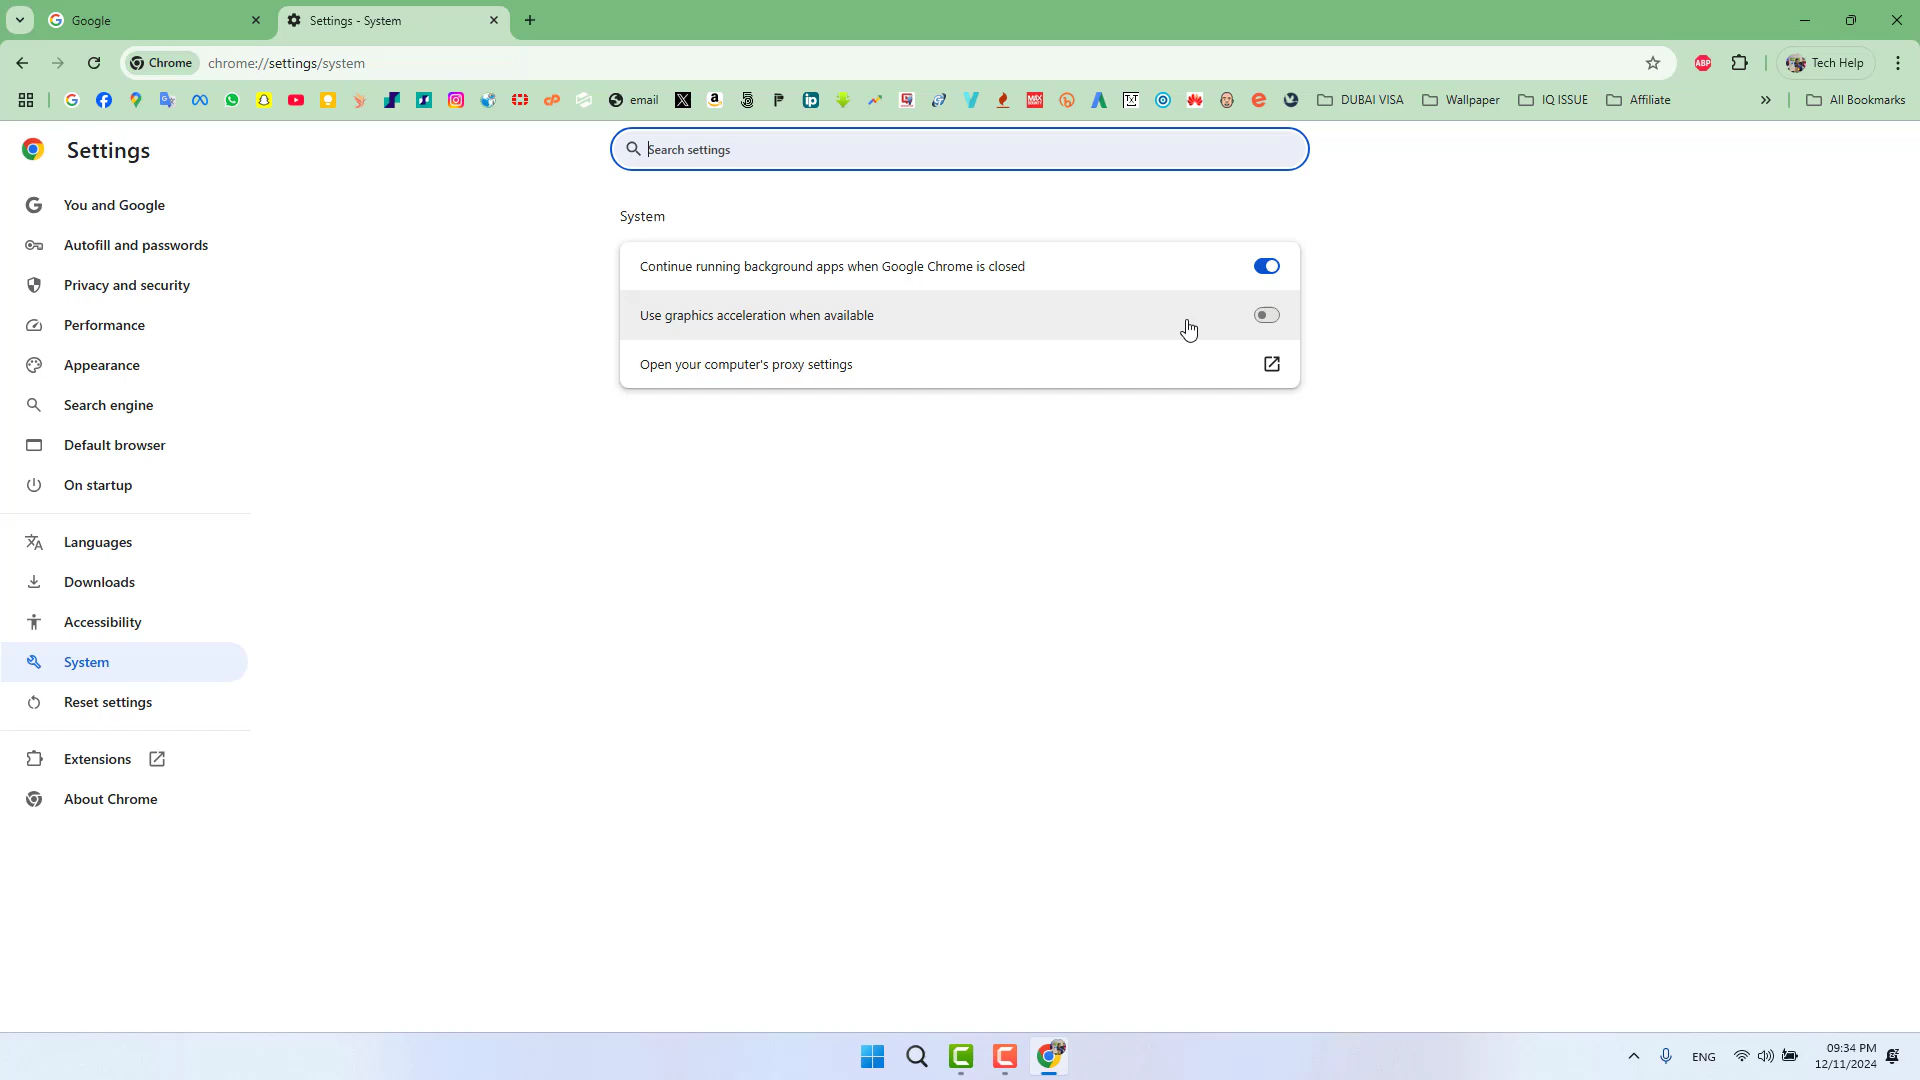 Google
Settings - System
Chrome
chrome://settings/system
ABP
Tech Help
email
DUBAI VISA
Wallpaper
IQ ISSUE
Affiliate
All Bookmarks
Settings
Search settings
You and Google
Autofill and passwords
Privacy and security
Performance
Appearance
Search engine
Default browser
On startup
Languages
Downloads
Accessibility
System
Reset settings
Extensions
About Chrome
System
Continue running background apps when Google Chrome is closed
Use graphics acceleration when available
Open your computer's proxy settings
ENG
09:34 PM
12/11/2024